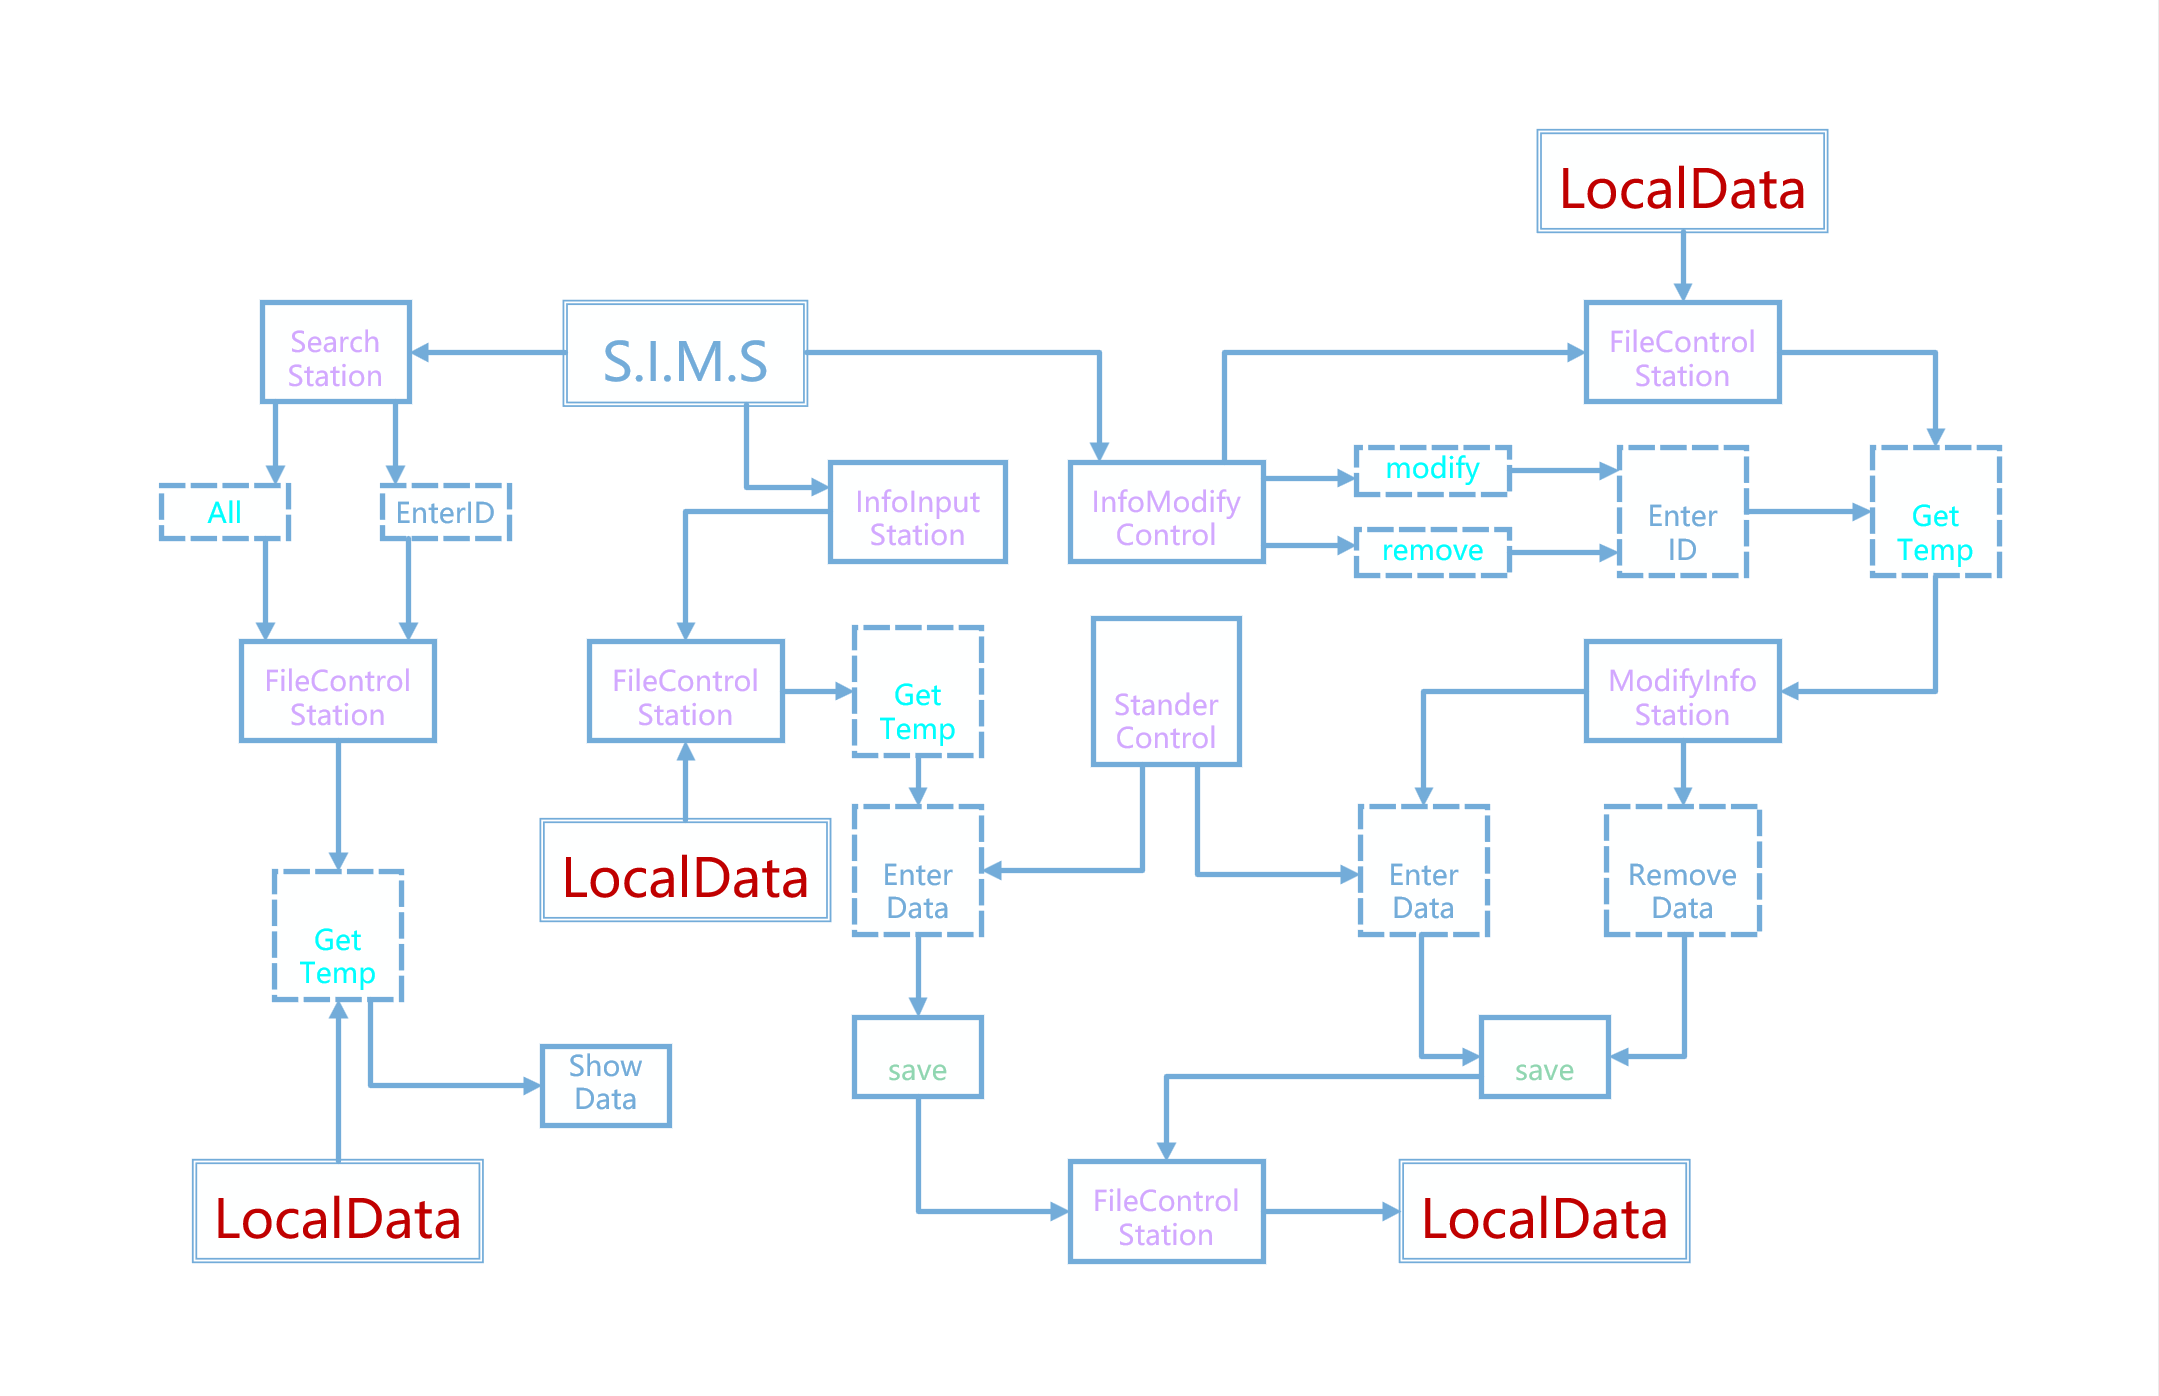 LocalData
Search
Station
S.I.M.S
FileControl
Station
All
EnterID
InfoInput
Station
InfoModify
Control
modify
remove
Enter
ID
Get
Temp
FileControl
Station
FileControl
Station
Get
Temp
Stander
Control
ModifyInfo
Station
LocalData
Enter
Data
Enter
Data
Remove
Data
Get
Temp
Show
Data
save
save
LocalData
FileControl
Station
LocalData